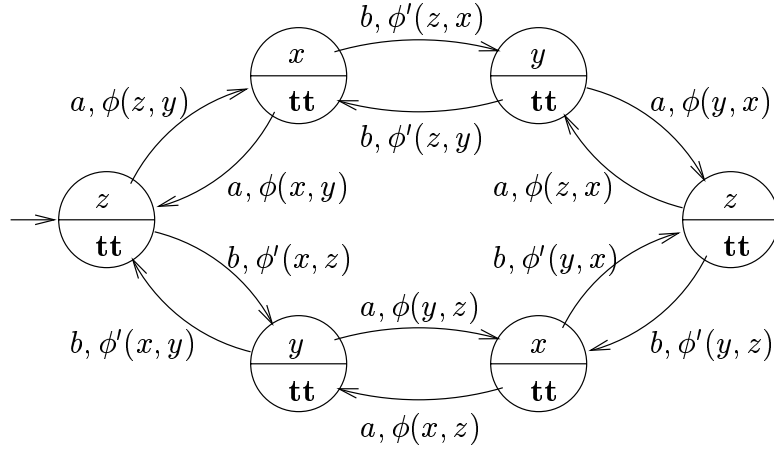 b, ϕ′(z, x)
x
y
tt
tt
a, ϕ(z, y)
a, ϕ(y, x)
b, ϕ′(z, y)
a, ϕ(x, y)
a, ϕ(z, x)
z
z
tt
tt
b, ϕ′(x, z)
b, ϕ′(y, x)
a, ϕ(y, z)
b, ϕ′(x, y)
b, ϕ′(y, z)
y
x
tt
tt
a, ϕ(x, z)